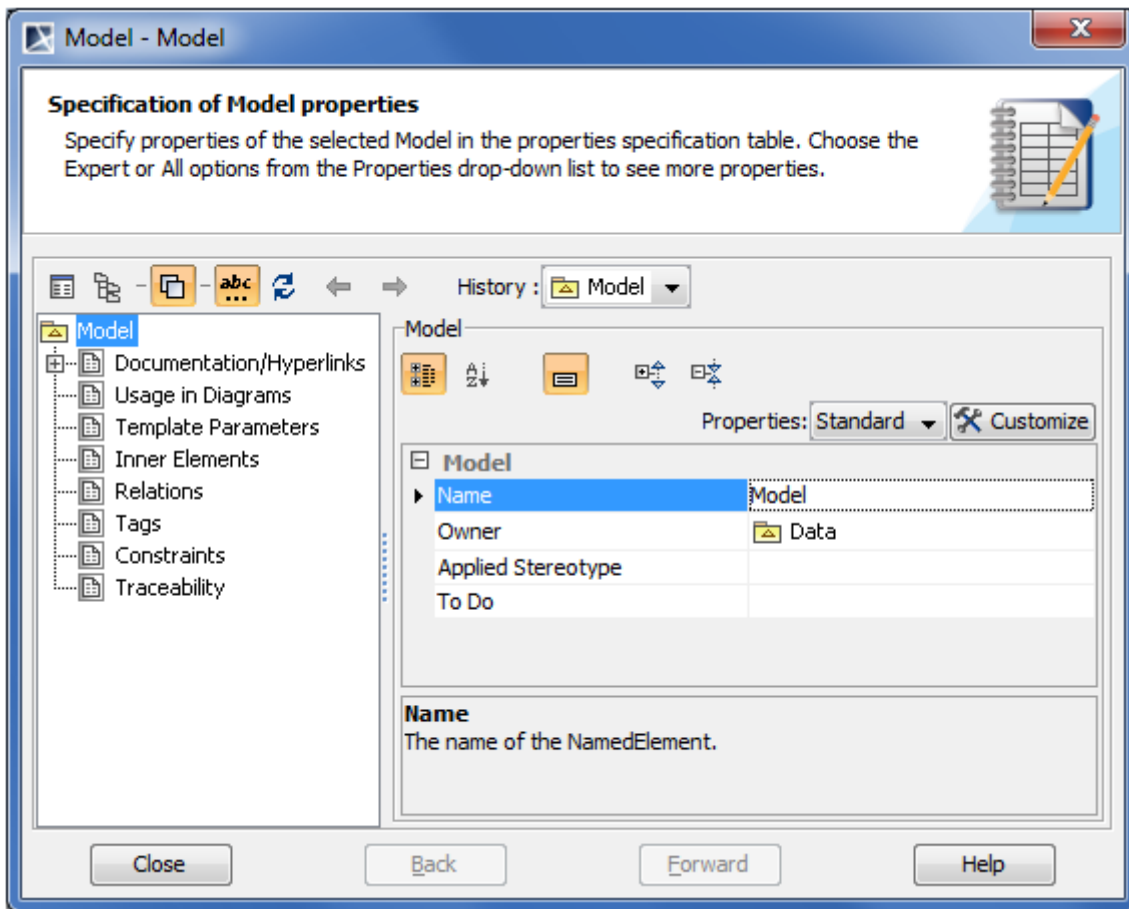 Model - Model
Specification of Model properties
Specify properties of the selected Model in the properties specification table. Choose the
Expert or All options from the Properties drop-down list to see more properties.
abc
...
History : Model
Model
Documentation/Hyperlinks
Usage in Diagrams
Template Parameters
Inner Elements
Relations
Tags
Constraints
Traceability
Model
A
Z
Properties: Standard Customize
Model
Name Model
Owner Data
Applied Stereotype
To Do
Name
The name of the NamedElement.
Close Back Forward Help